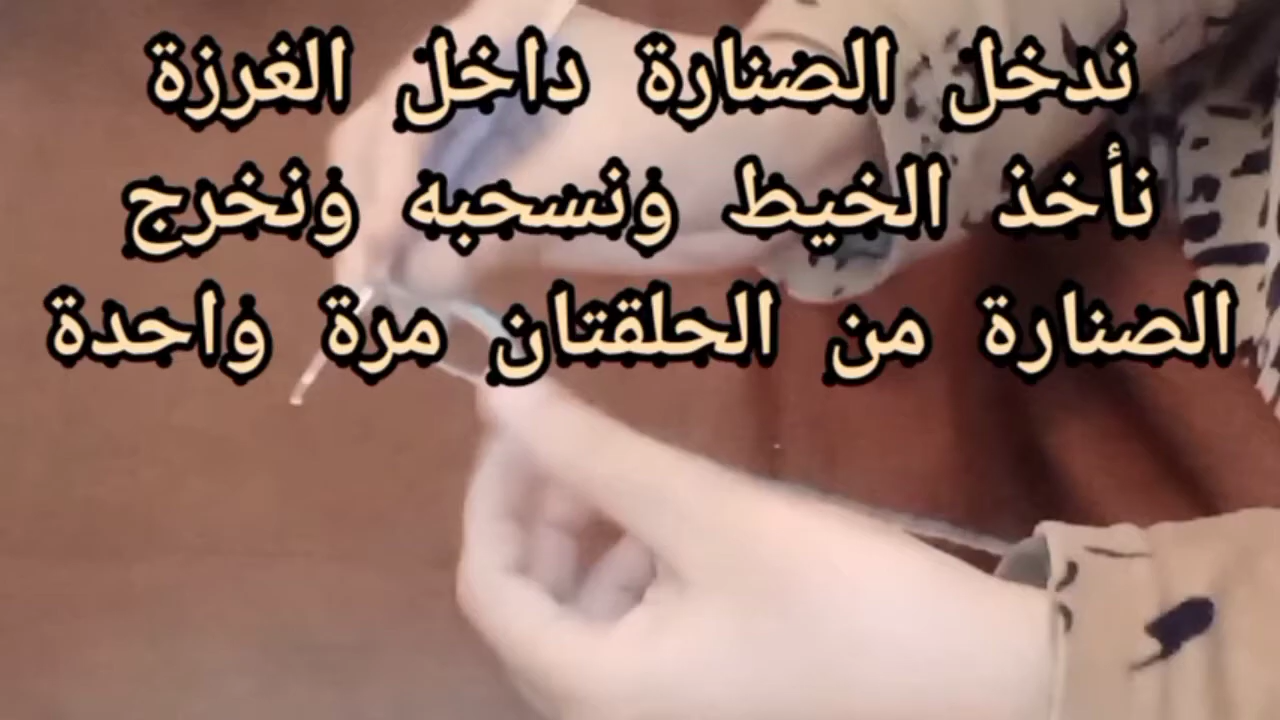 ندخل الصنارة داخل الغرزة
نأخذ الخيط ونسحبه ونخرج
الصنارة من الحلقتان مرة واحدة